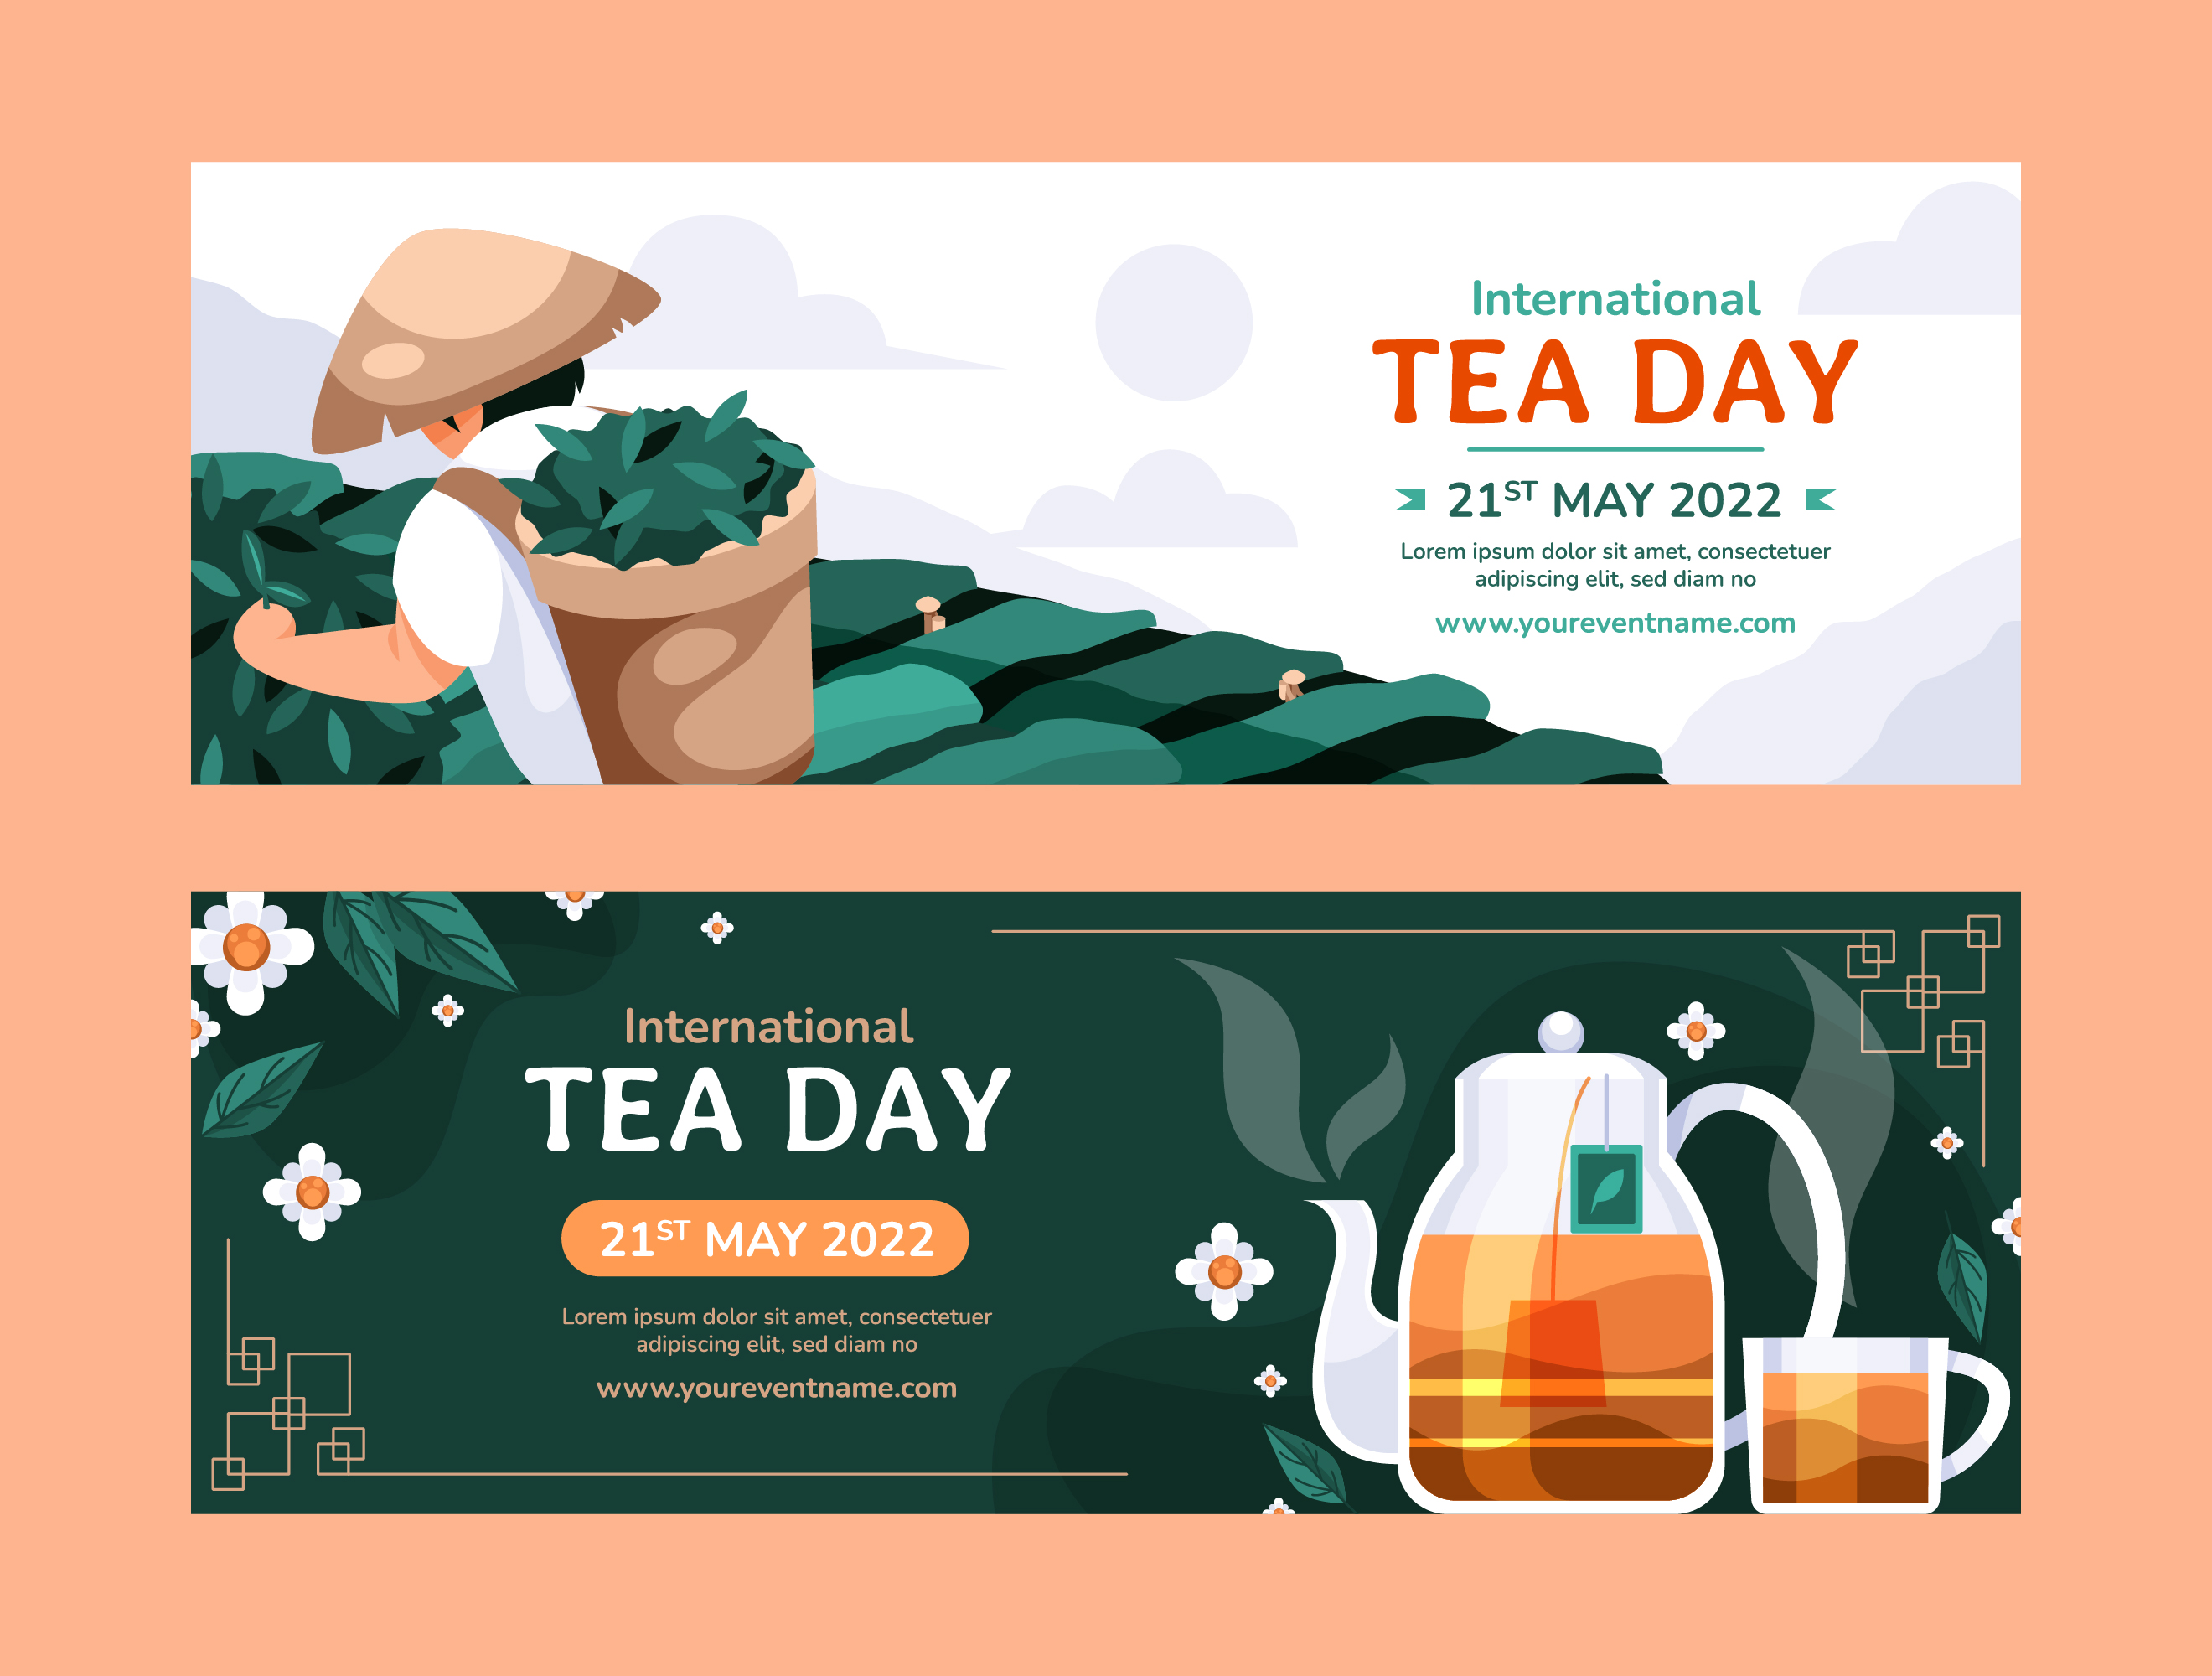 International
TEA DAY
21ST MAY 2022
Lorem ipsum dolor sit amet, consectetuer
adipiscing elit, sed diam no
www.youreventname.com
International
TEA DAY
21ST MAY 2022
Lorem ipsum dolor sit amet, consectetuer
adipiscing elit, sed diam no
www.youreventname.com